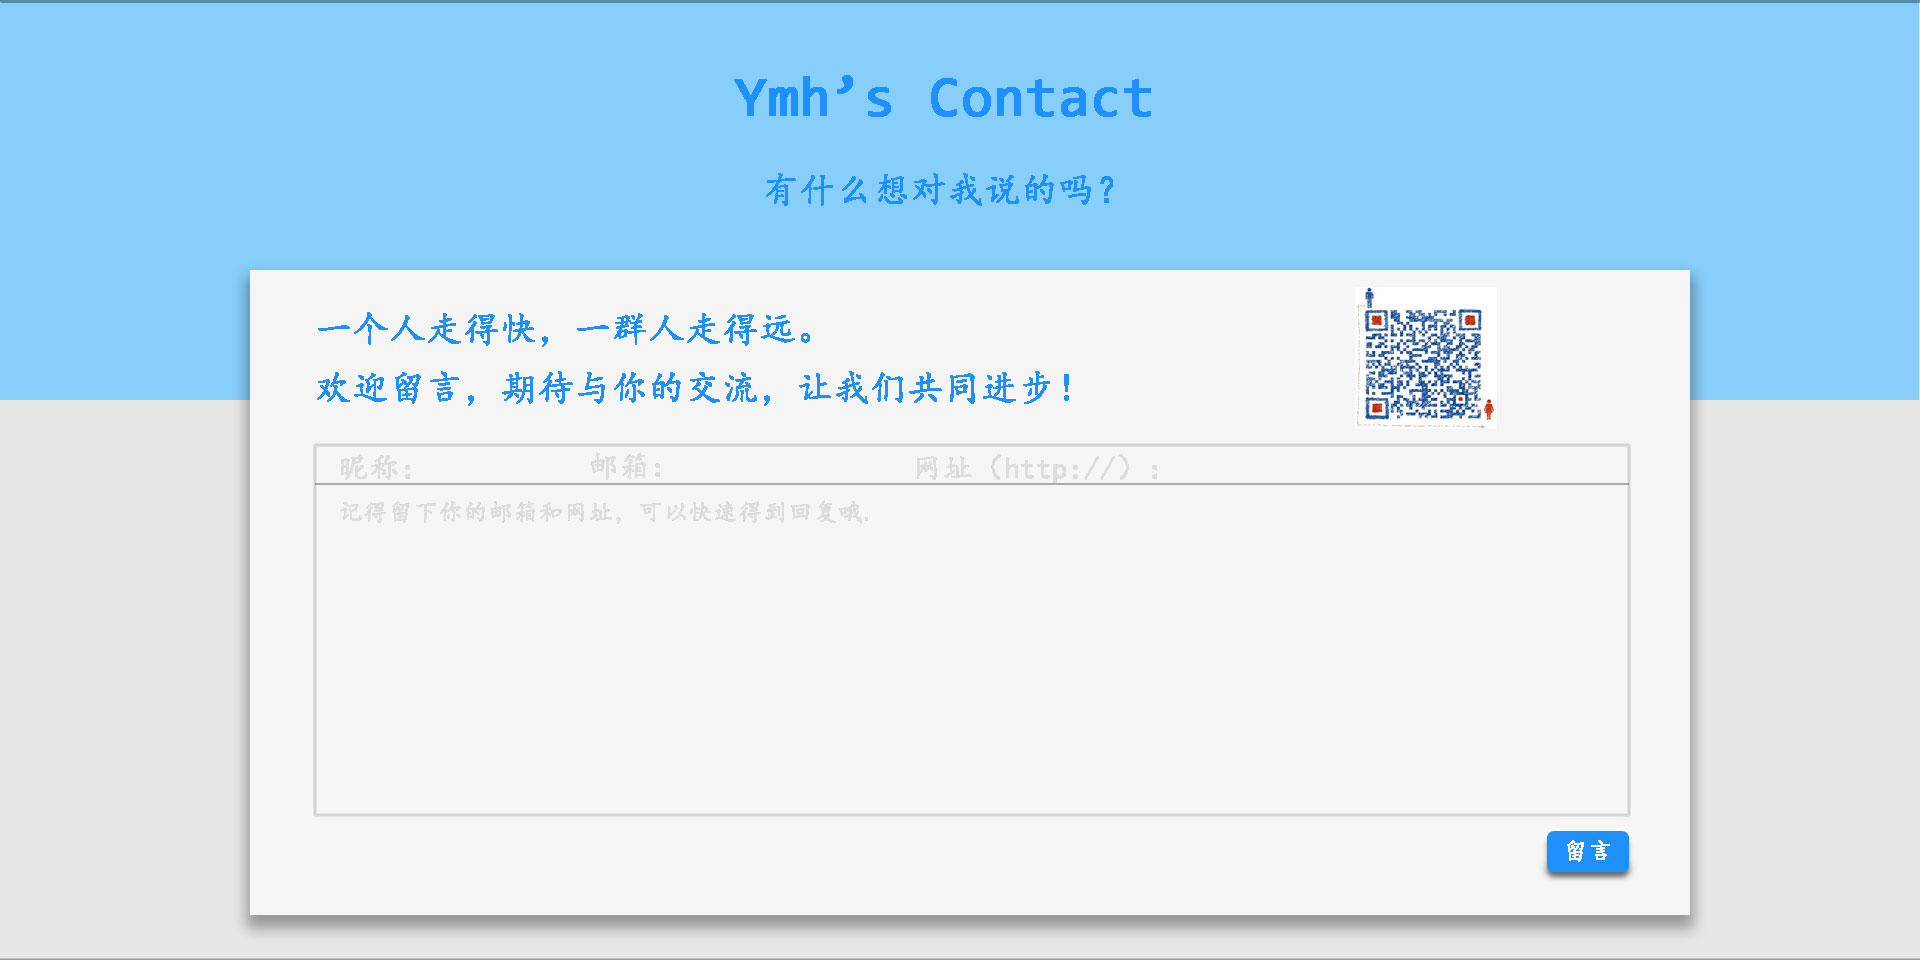 Ymh’s Contact
有什么想对我说的吗？
一个人走得快，一群人走得远。
欢迎留言，期待与你的交流，让我们共同进步！
昵称： 邮箱： 网址（http://）：
记得留下你的邮箱和网址，可以快速得到回复哦.
留言